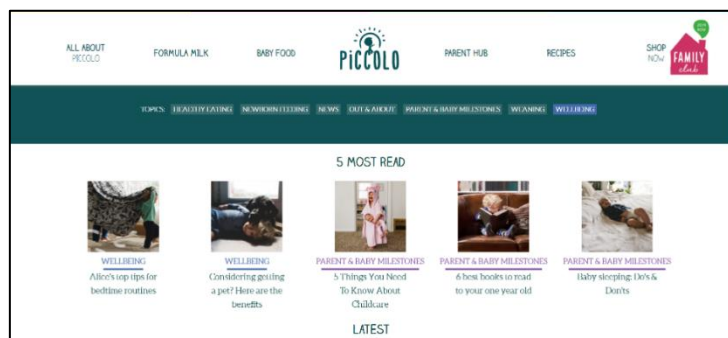 ALL ABOUT
PICCOLO
FORMULA MILK
BABY FOOD
PiCCOLO
PARENT HUB
RECIPES
SHOP
NOW
JOIN
NOW
FAMILY
club
TOPICS: HEALTHY EATING NEWBORN FEEDING NEWS OUT & ABOUT PARENT & BABY MILESTONES WEANING WELLBEING
5 MOST READ
WELLBEING
Alice's top tips for
bedtime routines
WELLBEING
Considering getting
a pet? Here are the
benefits
PARENT & BABY MILESTONES
5 Things You Need
To Know About
Childcare
PARENT & BABY MILESTONES
6 best books to read
to your one year old
PARENT & BABY MILESTONES
Baby sleeping: Do's &
Don'ts
LATEST